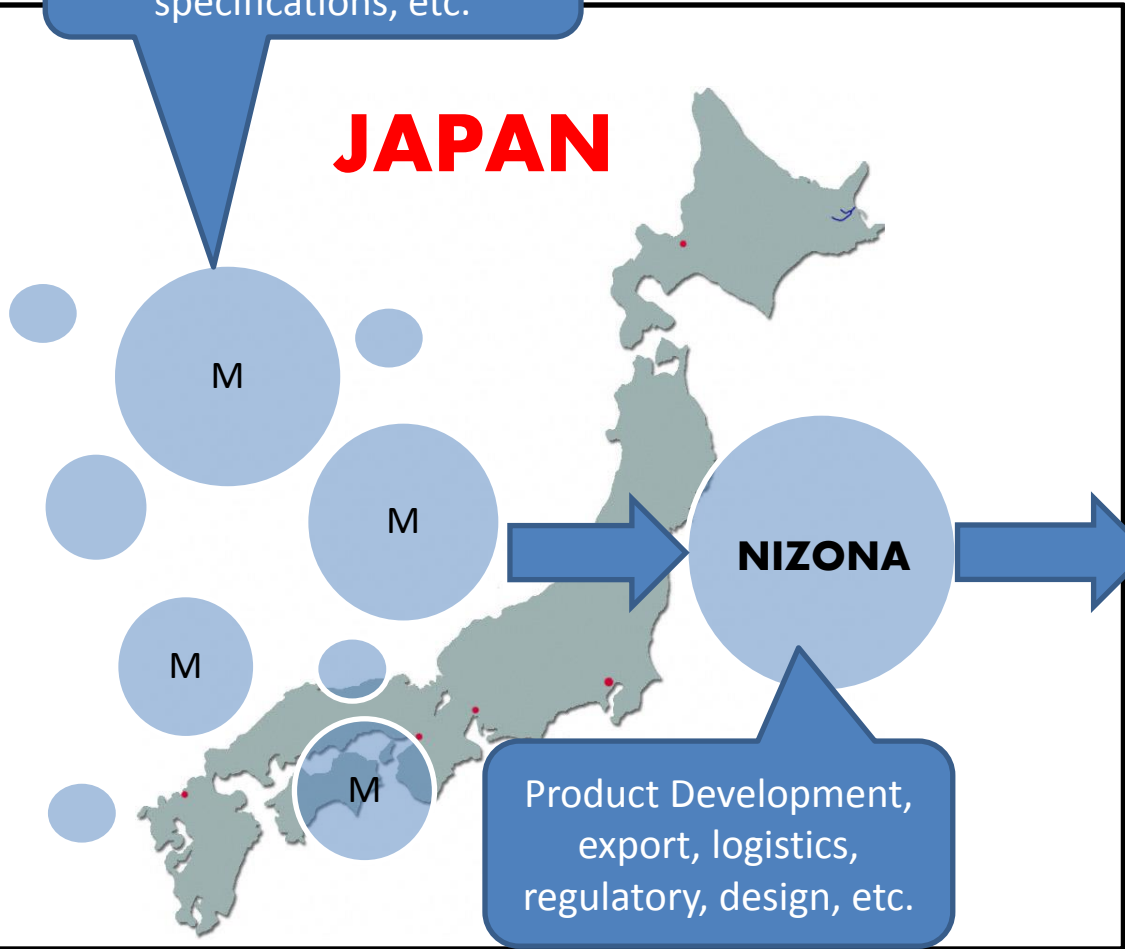 specifications, etc.
JAPAN
M
M
NIZONA
M
M
Product Development,
export, logistics,
regulatory, design, etc.